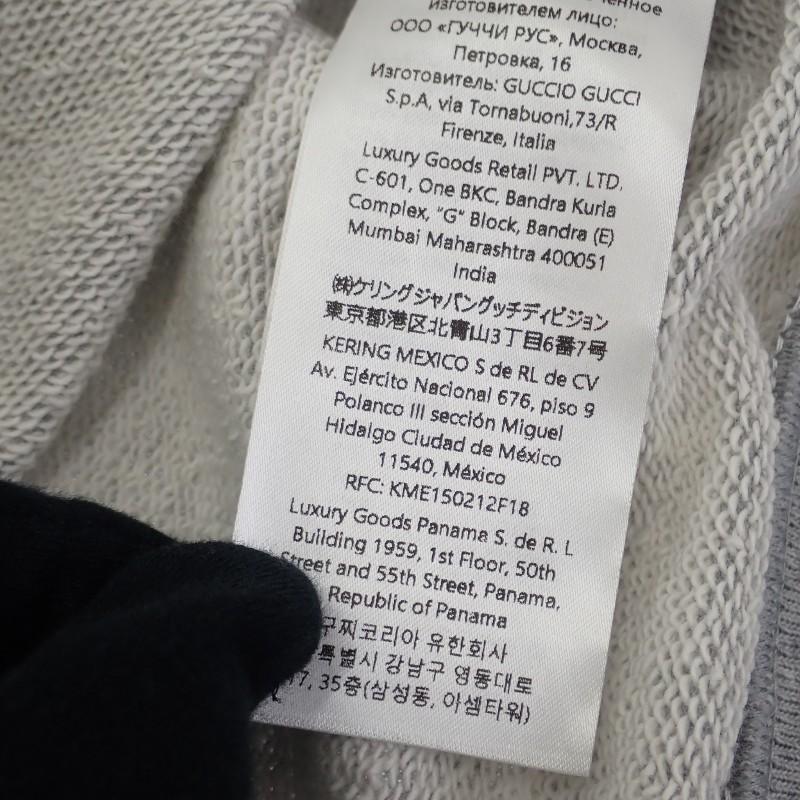 изготовителем лицо:
ООО «ГУЧЧИ РУС», Москва,
Петровка, 16
Изготовитель: GUCCIO GUCCI
S.p.A, via Tornabuoni,73/R
Firenze, Italia
Luxury Goods Retail PVT. LTD.
C-601, One BKC, Bandra Kurla
Complex, "G" Block, Bandra (E)
Mumbai Maharashtra 400051
India
㈱ケリングジャパングッチディビジョン
東京都港区北青山3丁目6番7号
KERING MEXICO S de RL de CV
Av. Ejército Nacional 676, piso 9
Polanco III sección Miguel
Hidalgo Ciudad de México
11540, México
RFC: KME150212F18
Luxury Goods Panama S. de R. L
Building 1959, 1st Floor, 50th
Street and 55th Street, Panama,
Republic of Panama
구찌코리아 유한회사
특별시 강남구 영동대로
17, 35층(삼성동, 아셈타워)